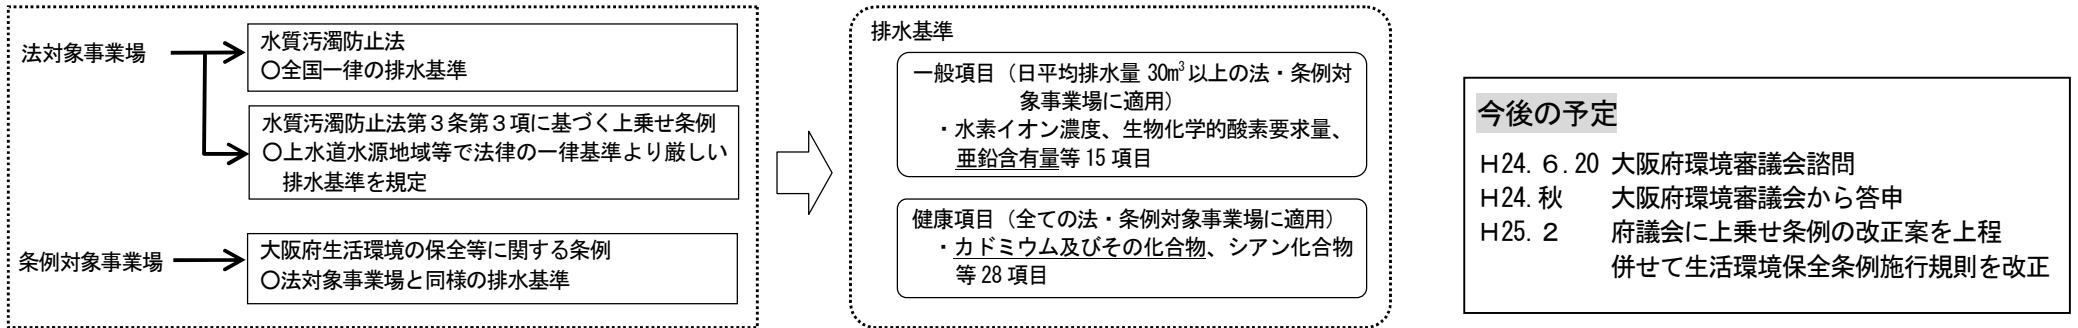 法対象事業場
水質汚濁防止法
○全国一律の排水基準
水質汚濁防止法第３条第３項に基づく上乗せ条例
○上水道水源地域等で法律の一律基準より厳しい
排水基準を規定
条例対象事業場
大阪府生活環境の保全等に関する条例
○法対象事業場と同様の排水基準
排水基準
一般項目（日平均排水量 30m³以上の法・条例対
象事業場に適用）
・水素イオン濃度、生物化学的酸素要求量、
亜鉛含有量等 15 項目
健康項目（全ての法・条例対象事業場に適用）
・カドミウム及びその化合物、シアン化合物
等 28 項目
今後の予定
Ｈ24．６．20 大阪府環境審議会諮問
Ｈ24．秋 大阪府環境審議会から答申
Ｈ25．２ 府議会に上乗せ条例の改正案を上程
併せて生活環境保全条例施行規則を改正